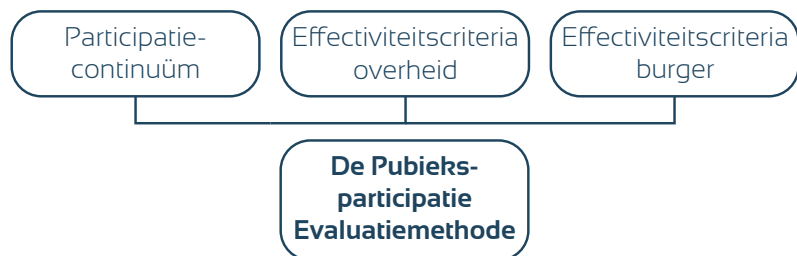 Participatie-
continuüm
Effectiviteitscriteria
overheid
Effectiviteitscriteria
burger
De Pubieks-
participatie
Evaluatiemethode